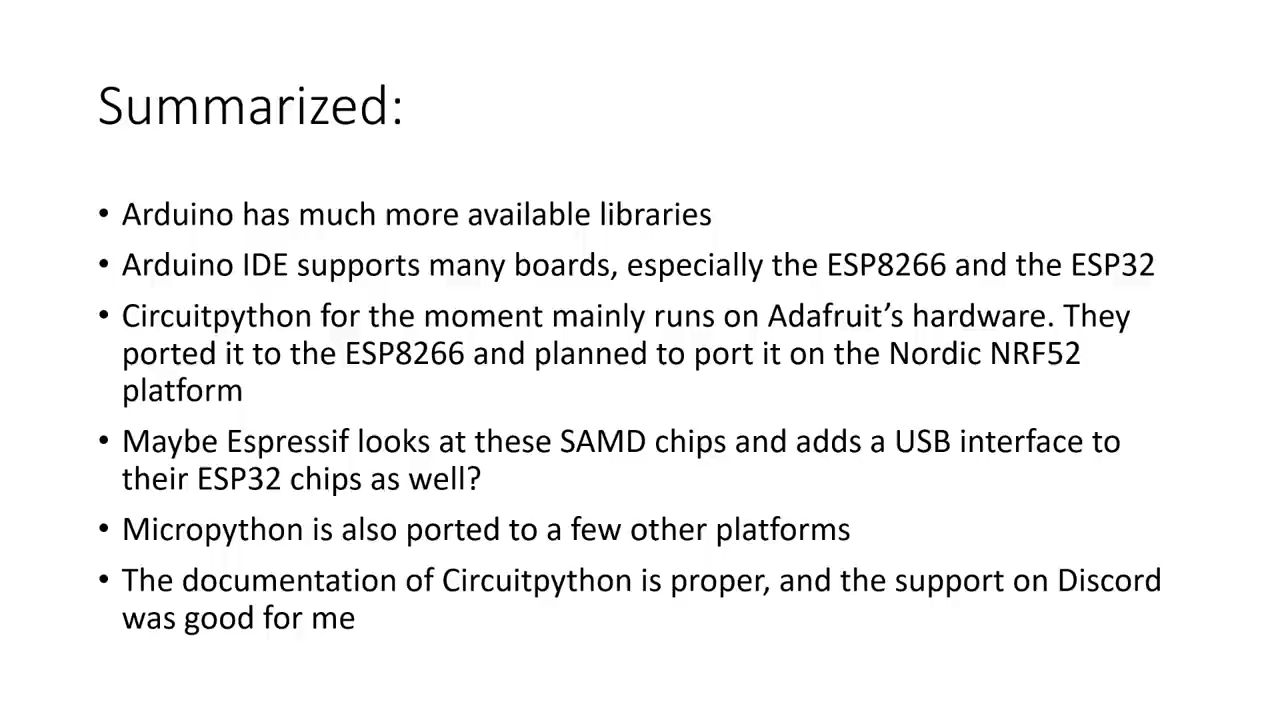 Summarized:
• Arduino has much more available libraries
• Arduino IDE supports many boards, especially the ESP8266 and the ESP32
• Circuitpython for the moment mainly runs on Adafruit’s hardware. They
ported it to the ESP8266 and planned to port it on the Nordic NRF52
platform
• Maybe Espressif looks at these SAMD chips and adds a USB interface to
their ESP32 chips as well?
• Micropython is also ported to a few other platforms
• The documentation of Circuitpython is proper, and the support on Discord
was good for me